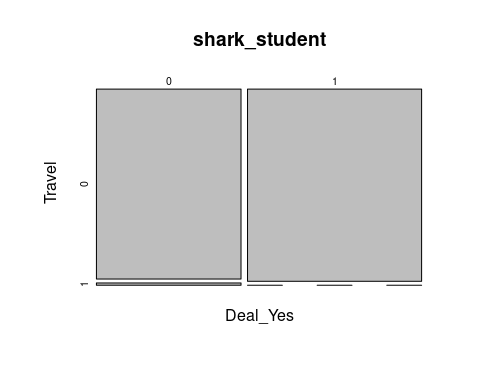 shark_student
0 1
0
Travel
1
Deal_Yes